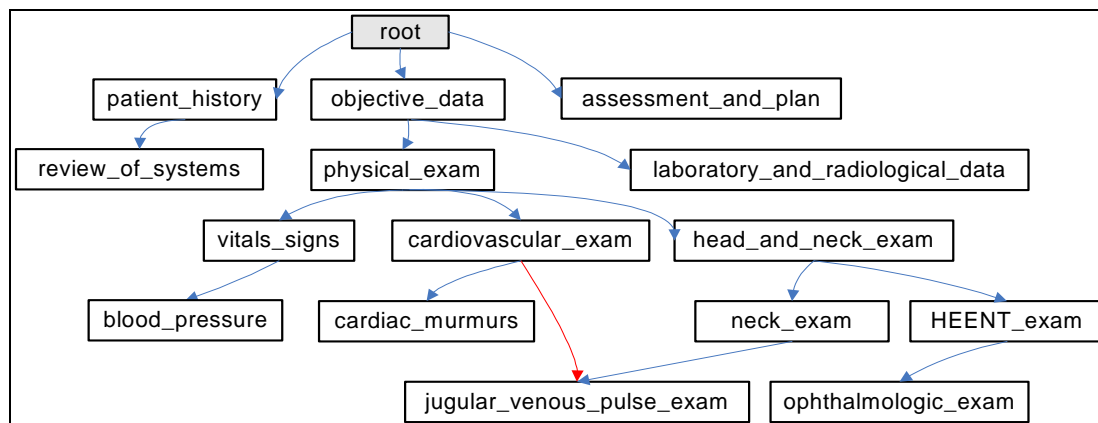 root
patient_history
objective_data
assessment_and_plan
review_of_systems
physical_exam
laboratory_and_radiological_data
vitals_signs
cardiovascular_exam
head_and_neck_exam
blood_pressure
cardiac_murmurs
neck_exam
HEENT_exam
jugular_venous_pulse_exam
ophthalmologic_exam